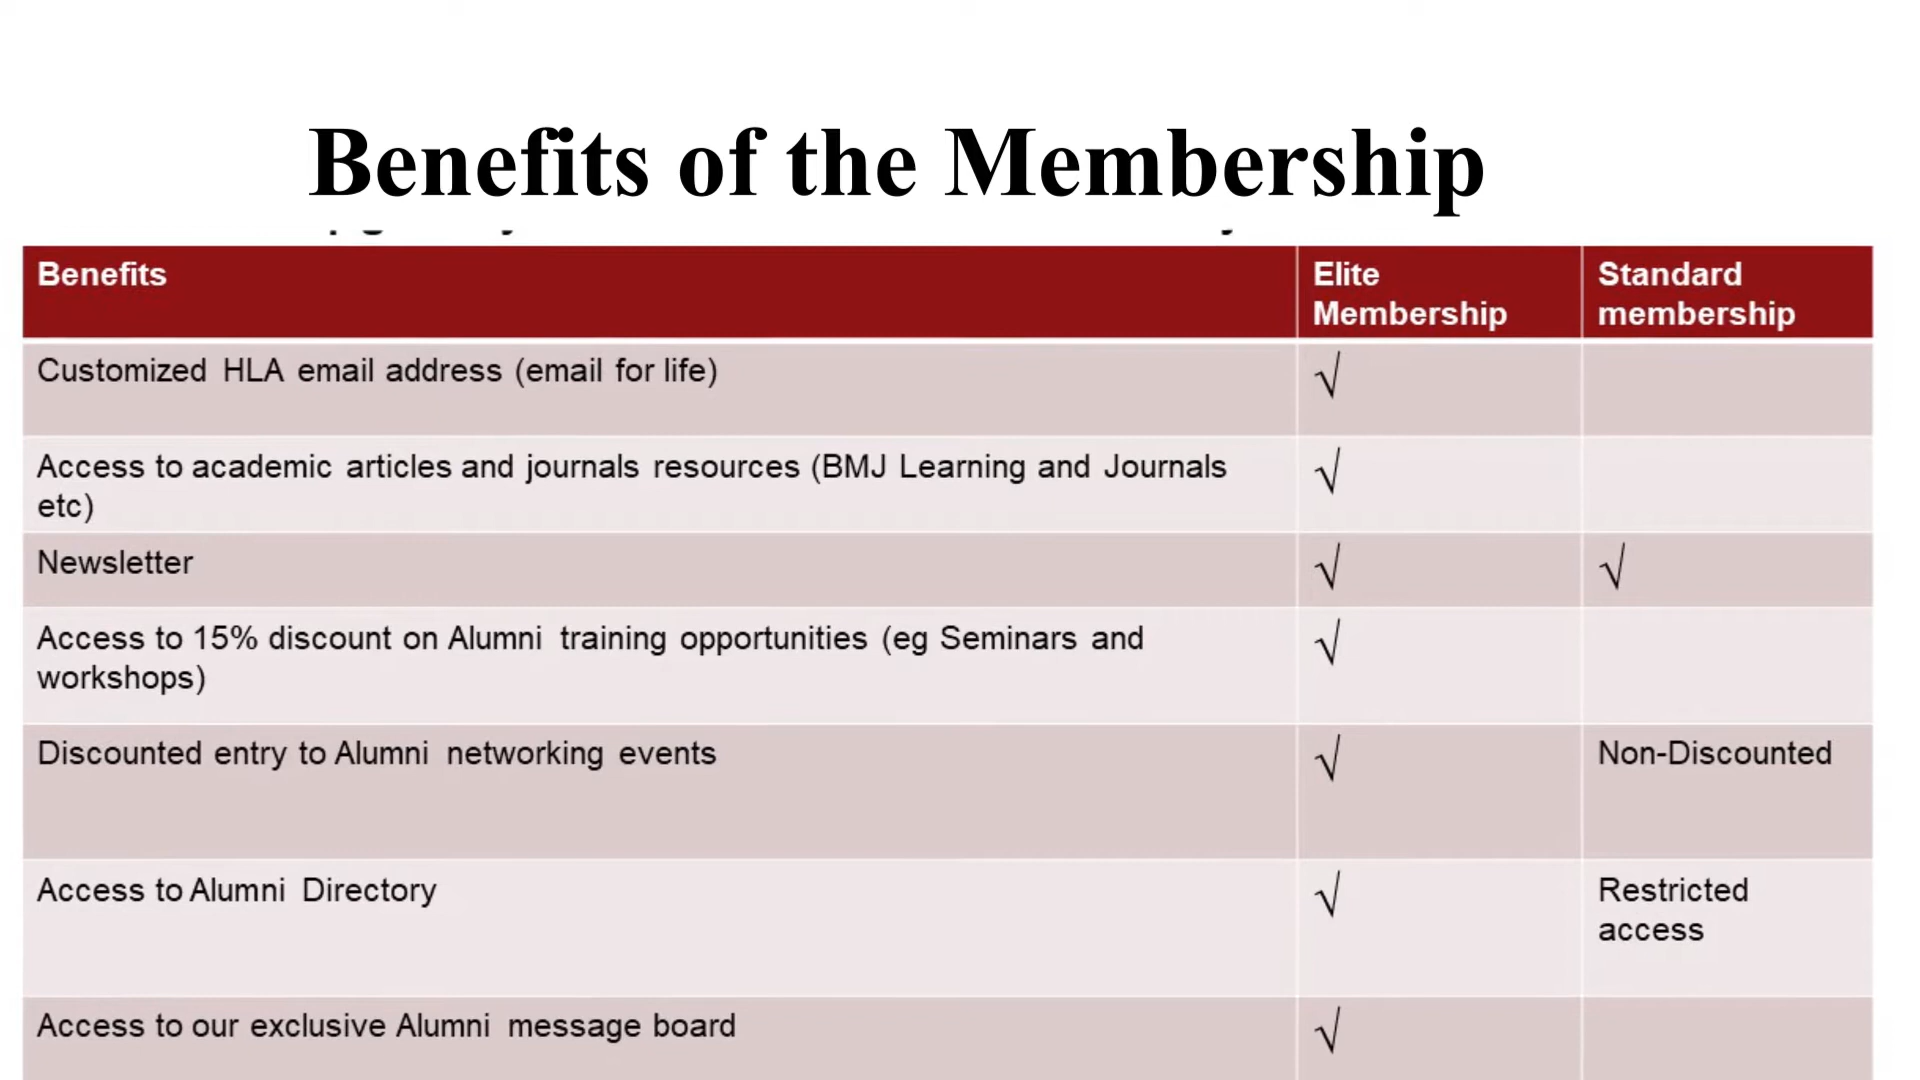 Benefits of the Membership
Benefits
Elite
Membership
Standard
membership
Customized HLA email address (email for life)
√
Access to academic articles and journals resources (BMJ Learning and Journals
etc)
√
Newsletter
√
√
Access to 15% discount on Alumni training opportunities (eg Seminars and
workshops)
√
Discounted entry to Alumni networking events
√
Non-Discounted
Access to Alumni Directory
√
Restricted
access
Access to our exclusive Alumni message board
√